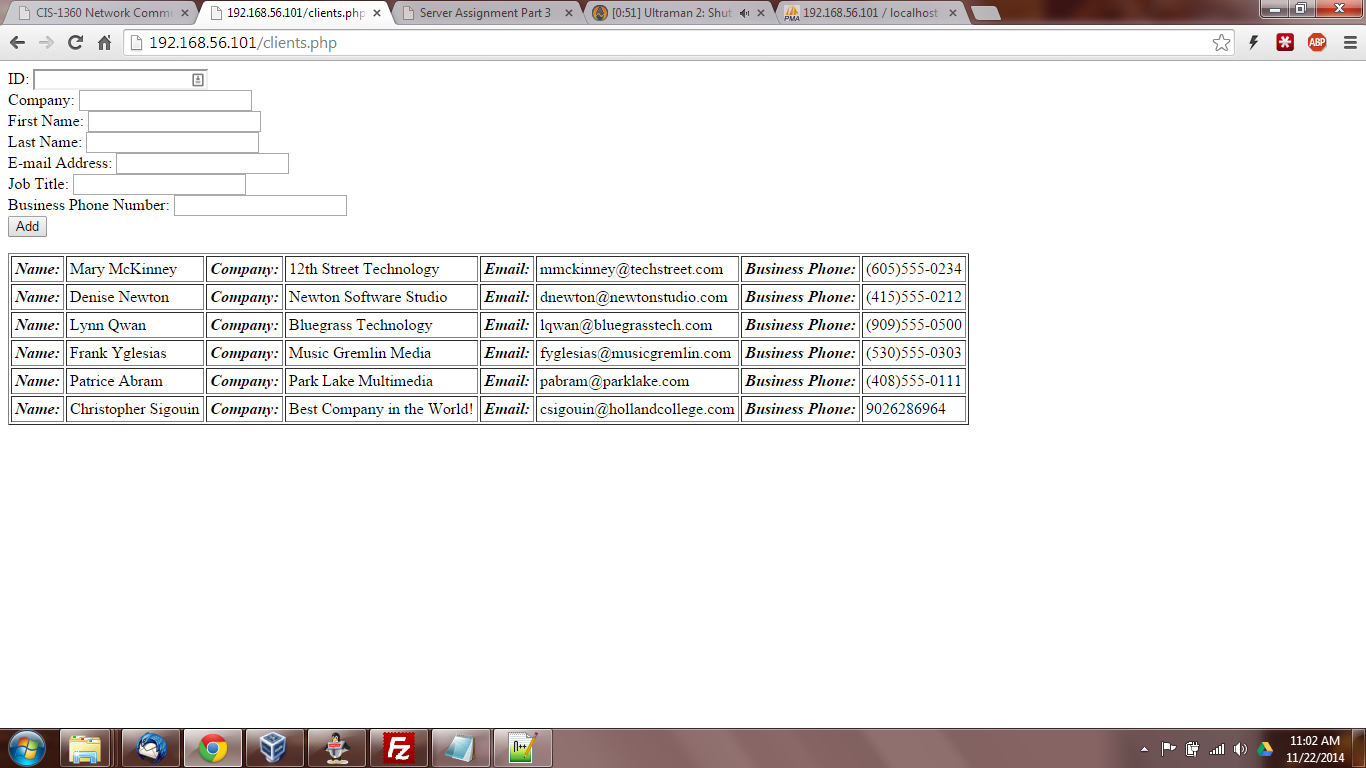 CIS-1360 Network Comm
192.168.56.101/clients.php
Server Assignment Part 3
[0:51] Ultraman 2: Shut
192.168.56.101 / localhost
192.168.56.101/clients.php
ABP
ID:
Company:
First Name:
Last Name:
E-mail Address:
Job Title:
Business Phone Number:
Add
Name: Mary McKinney Company: 12th Street Technology Email: mmckinney@techstreet.com Business Phone: (605)555-0234
Name: Denise Newton Company: Newton Software Studio Email: dnewton@newtonstudio.com Business Phone: (415)555-0212
Name: Lynn Qwan Company: Bluegrass Technology Email: lqwan@bluegrasstech.com Business Phone: (909)555-0500
Name: Frank Yglesias Company: Music Gremlin Media Email: fyglesias@musicgremlin.com Business Phone: (530)555-0303
Name: Patrice Abram Company: Park Lake Multimedia Email: pabram@parklake.com Business Phone: (408)555-0111
Name: Christopher Sigouin Company: Best Company in the World! Email: csigouin@hollandcollege.com Business Phone: 9026286964
11:02 AM
11/22/2014